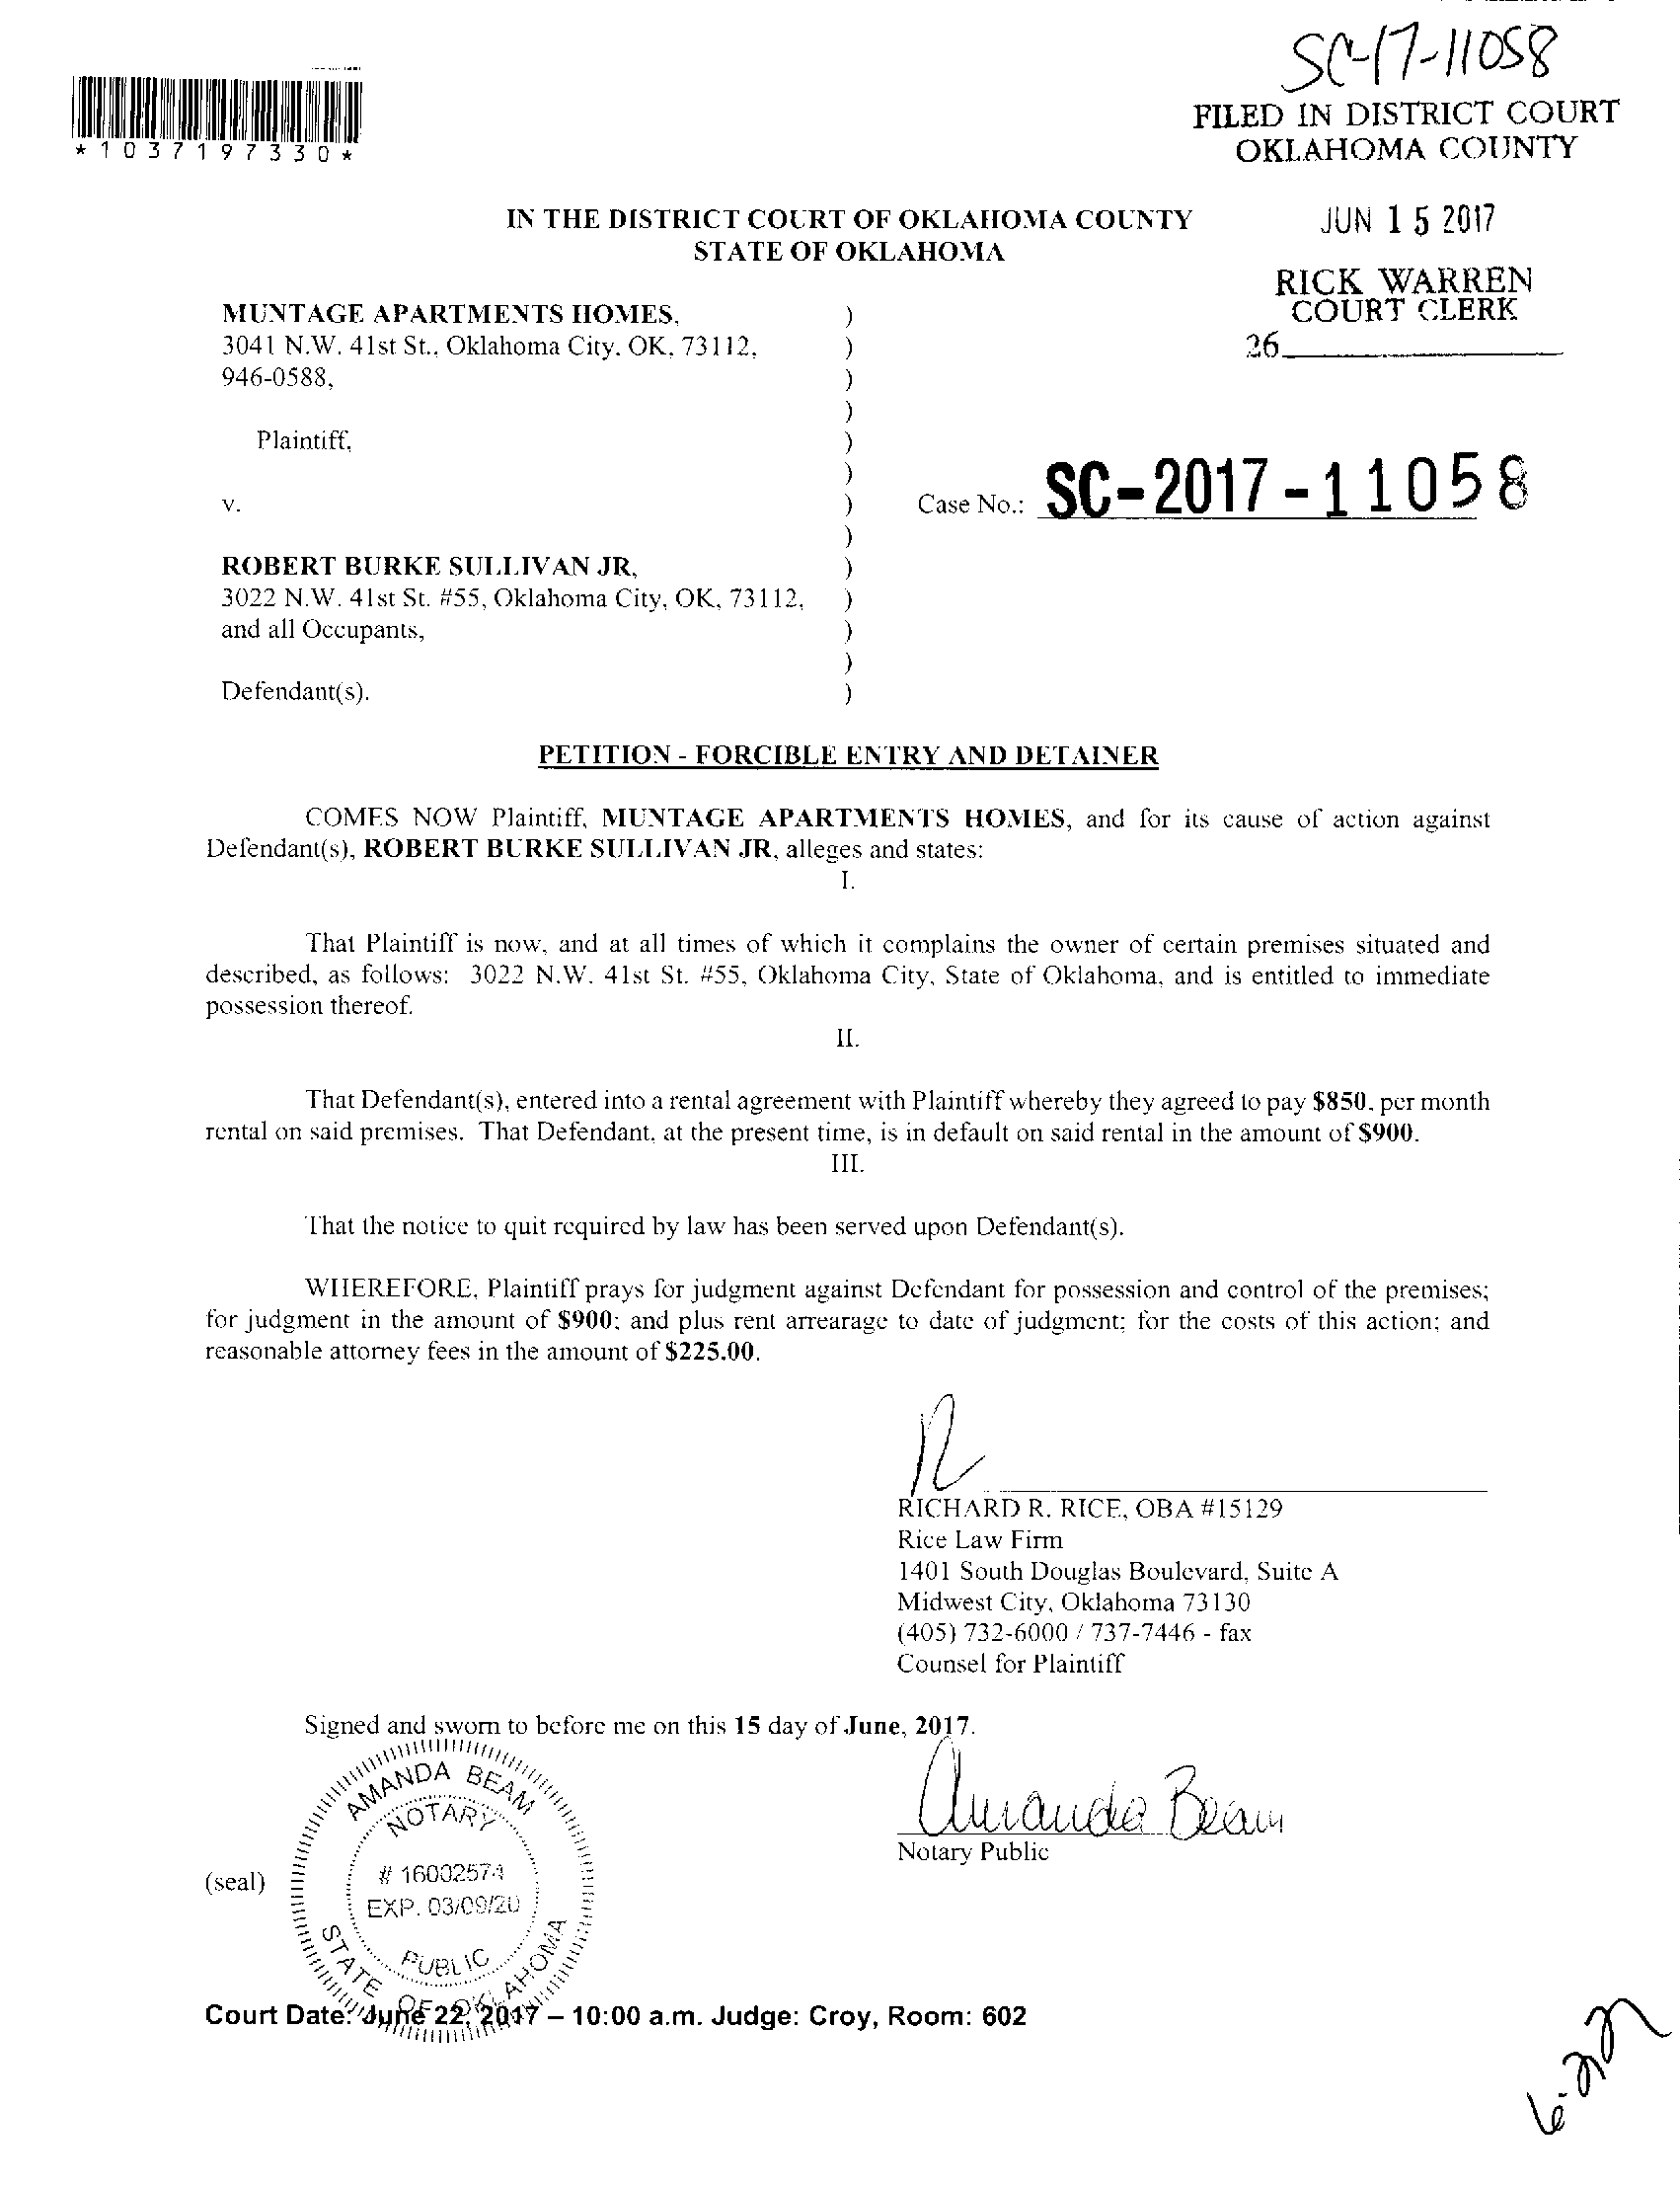 SC-17-11058
*1037197330*
FILED IN DISTRICT COURT
OKLAHOMA COUNTY
JUN 15 2017
RICK WARREN
COURT CLERK
26
IN THE DISTRICT COURT OF OKLAHOMA COUNTY
STATE OF OKLAHOMA
MUNTAGE APARTMENTS HOMES, )
3041 N.W. 41st St., Oklahoma City, OK, 73112, )
946-0588, )
)
Plaintiff, )
)
v. ) Case No.: SC-2017-11058
)
ROBERT BURKE SULLIVAN JR, )
3022 N.W. 41st St. #55, Oklahoma City, OK, 73112, )
and all Occupants, )
)
Defendant(s). )
PETITION - FORCIBLE ENTRY AND DETAINER
COMES NOW Plaintiff, MUNTAGE APARTMENTS HOMES, and for its cause of action against
Defendant(s), ROBERT BURKE SULLIVAN JR, alleges and states:
I.
That Plaintiff is now, and at all times of which it complains the owner of certain premises situated and
described, as follows: 3022 N.W. 41st St. #55, Oklahoma City, State of Oklahoma, and is entitled to immediate
possession thereof.
II.
That Defendant(s), entered into a rental agreement with Plaintiff whereby they agreed to pay $850, per month
rental on said premises. That Defendant, at the present time, is in default on said rental in the amount of $900.
III.
That the notice to quit required by law has been served upon Defendant(s).
WHEREFORE, Plaintiff prays for judgment against Defendant for possession and control of the premises;
for judgment in the amount of $900; and plus rent arrearage to date of judgment; for the costs of this action; and
reasonable attorney fees in the amount of $225.00.
RICHARD R. RICE, OBA #15129
Rice Law Firm
1401 South Douglas Boulevard, Suite A
Midwest City, Oklahoma 73130
(405) 732-6000 / 737-7446 - fax
Counsel for Plaintiff
Signed and sworn to before me on this 15 day of June, 2017.
Amanda Beam
Notary Public
(seal)
AMANDA BEAM
NOTARY
# 16002574
EXP. 03/09/20
PUBLIC
STATE OF OKLAHOMA
Court Date: June 22, 2017 – 10:00 a.m. Judge: Croy, Room: 602